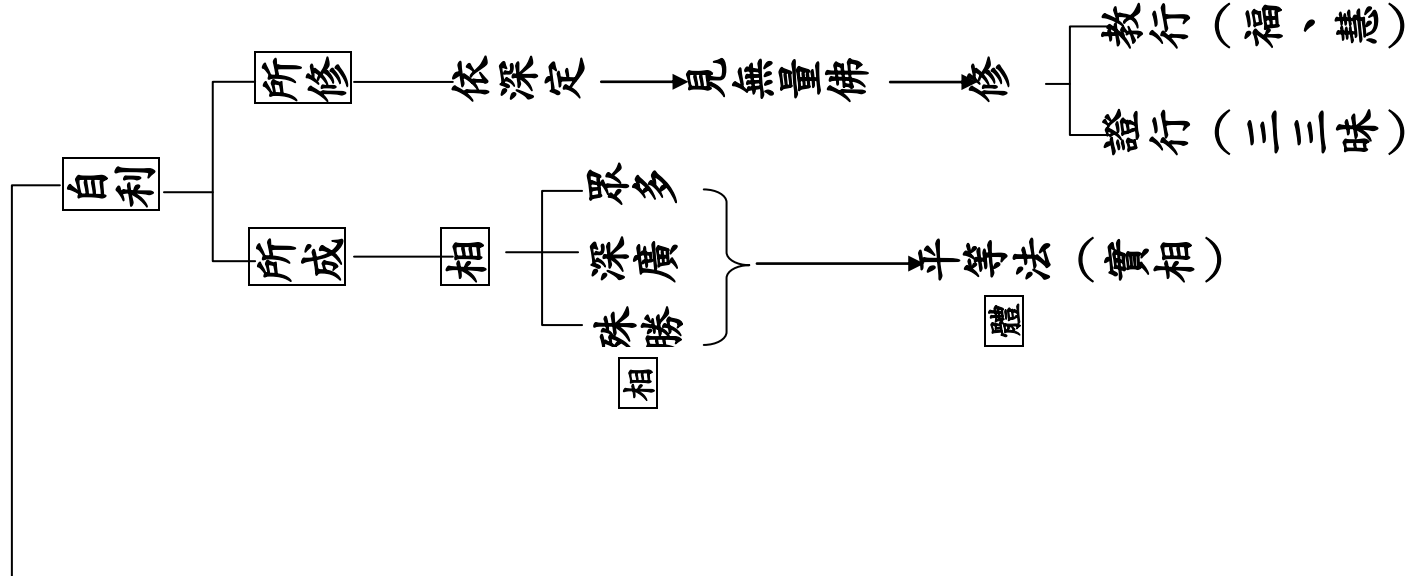 自利
所修
依深定
見無量佛
修
教行(福、慧)
證行(三三昧)
所成
相
眾多
深廣
殊勝
相
平等法(實相)
體